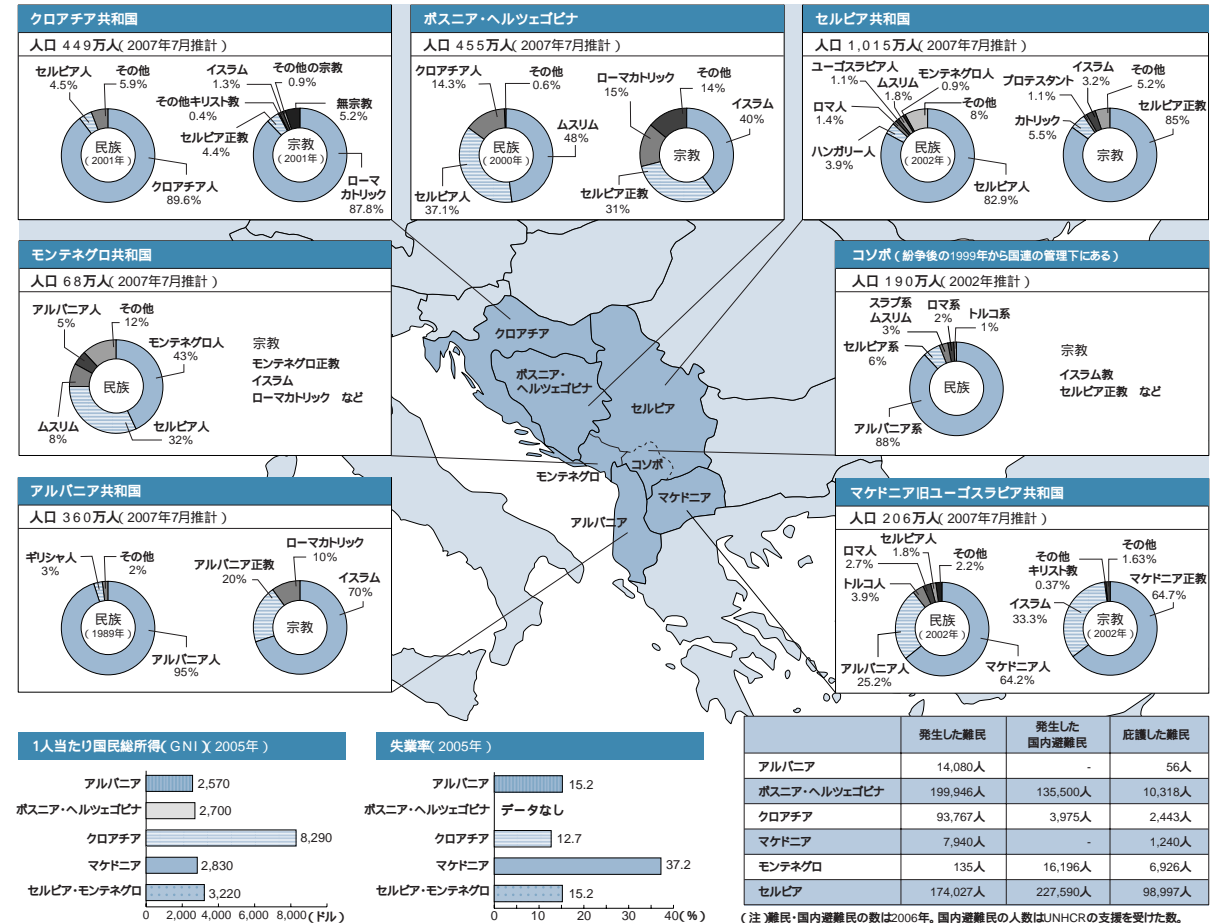 クロアチア共和国
人口 449万人(2007年7月推計)
セルビア人
4.5%
その他
5.9%
民族
(2001年)
クロアチア人
89.6%
イスラム
1.3%
その他の宗教
0.9%
その他キリスト教
0.4%
無宗教
5.2%
セルビア正教
4.4%
宗教
(2001年)
ローマ
カトリック
87.8%
ボスニア・ヘルツェゴビナ
人口 455万人(2007年7月推計)
クロアチア人
14.3%
その他
0.6%
ムスリム
48%
民族
(2000年)
セルビア人
37.1%
ローマカトリック
15%
その他
14%
イスラム
40%
宗教
セルビア正教
31%
セルビア共和国
人口 1,015万人(2007年7月推計)
ユーゴスラビア人
1.1%
ムスリム
1.8%
モンテネグロ人
0.9%
その他
8%
ロマ人
1.4%
ハンガリー人
3.9%
民族
(2002年)
セルビア人
82.9%
プロテスタント
1.1%
イスラム
3.2%
その他
5.2%
カトリック
5.5%
セルビア正教
85%
宗教
モンテネグロ共和国
人口 68万人(2007年7月推計)
アルバニア人
5%
その他
12%
モンテネグロ人
43%
民族
ムスリム
8%
セルビア人
32%
宗教
モンテネグロ正教
イスラム
ローマカトリック など
コソボ(紛争後の1999年から国連の管理下にある)
人口 190万人(2002年推計)
スラブ系
ムスリム
3%
ロマ系
2%
トルコ系
1%
セルビア系
6%
民族
アルバニア系
88%
宗教
イスラム教
セルビア正教 など
クロアチア
ボスニア・
ヘルツェゴビナ
セルビア
コソボ
モンテネグロ
マケドニア
アルバニア
アルバニア共和国
人口 360万人(2007年7月推計)
ギリシャ人
3%
その他
2%
民族
(1989年)
アルバニア人
95%
アルバニア正教
20%
ローマカトリック
10%
イスラム
70%
宗教
マケドニア旧ユーゴスラビア共和国
人口 206万人(2007年7月推計)
ロマ人
2.7%
セルビア人
1.8%
その他
2.2%
トルコ人
3.9%
民族
(2002年)
アルバニア人
25.2%
マケドニア人
64.2%
その他
キリスト教
0.37%
その他
1.63%
イスラム
33.3%
マケドニア正教
64.7%
宗教
(2002年)
1人当たり国民総所得(GNI)(2005年)
アルバニア 2,570
ボスニア・ヘルツェゴビナ 2,700
クロアチア 8,290
マケドニア 2,830
セルビア・モンテネグロ 3,220
0 2,000 4,000 6,000 8,000(ドル)
失業率(2005年)
アルバニア 15.2
ボスニア・ヘルツェゴビナ データなし
クロアチア 12.7
マケドニア 37.2
セルビア・モンテネグロ 15.2
0 10 20 30 40(%)
発生した難民 発生した国内避難民 庇護した難民
アルバニア 14,080人 - 56人
ボスニア・ヘルツェゴビナ 199,946人 135,500人 10,318人
クロアチア 93,767人 3,975人 2,443人
マケドニア 7,940人 - 1,240人
モンテネグロ 135人 16,196人 6,926人
セルビア 174,027人 227,590人 98,997人
(注)難民・国内避難民の数は2006年。国内避難民の人数はUNHCRの支援を受けた数。